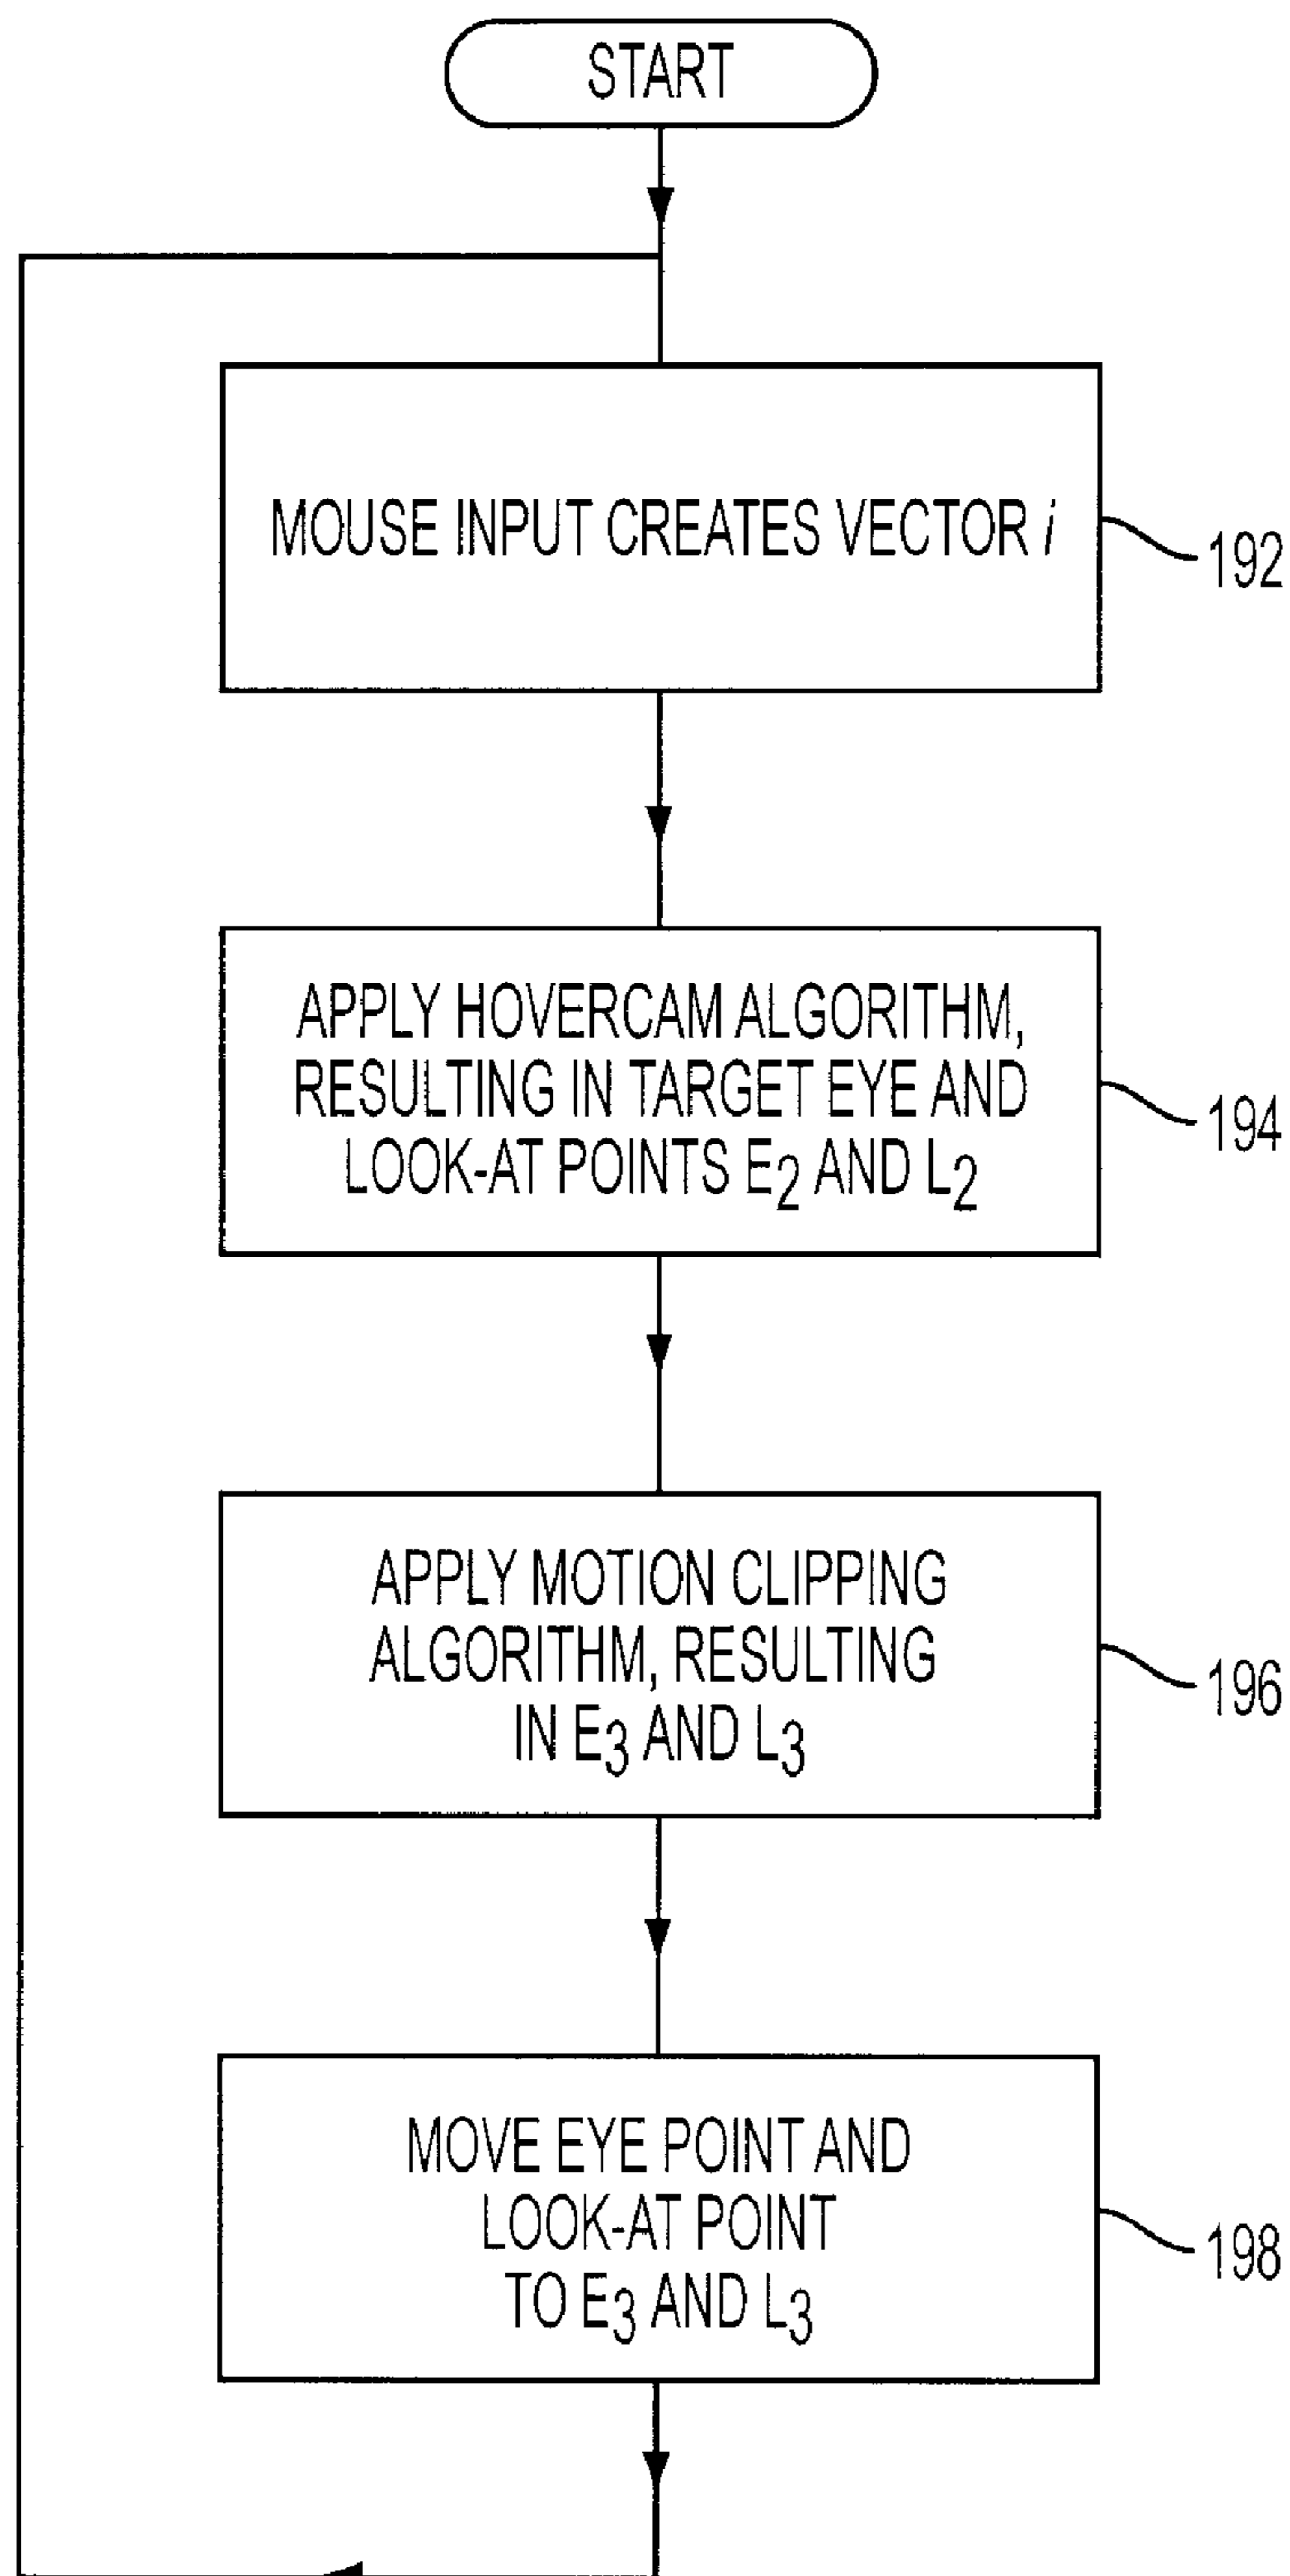 START
MOUSE INPUT CREATES VECTOR i
192
APPLY HOVERCAM ALGORITHM,
RESULTING IN TARGET EYE AND
LOOK-AT POINTS E2 AND L2
194
APPLY MOTION CLIPPING
ALGORITHM, RESULTING
IN E3 AND L3
196
MOVE EYE POINT AND
LOOK-AT POINT
TO E3 AND L3
198